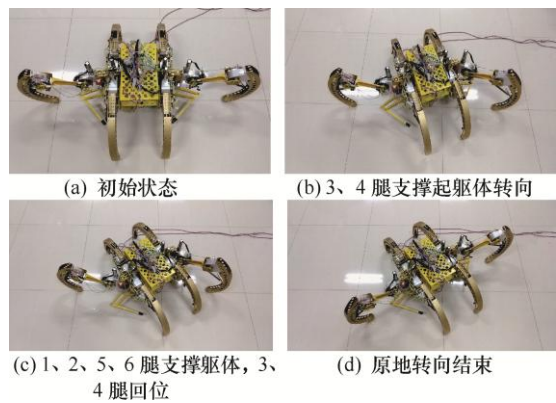 (a) 初始状态
(b) 3、4 腿支撑起躯体转向
(c) 1、2、5、6 腿支撑躯体，3、
4 腿回位
(d) 原地转向结束